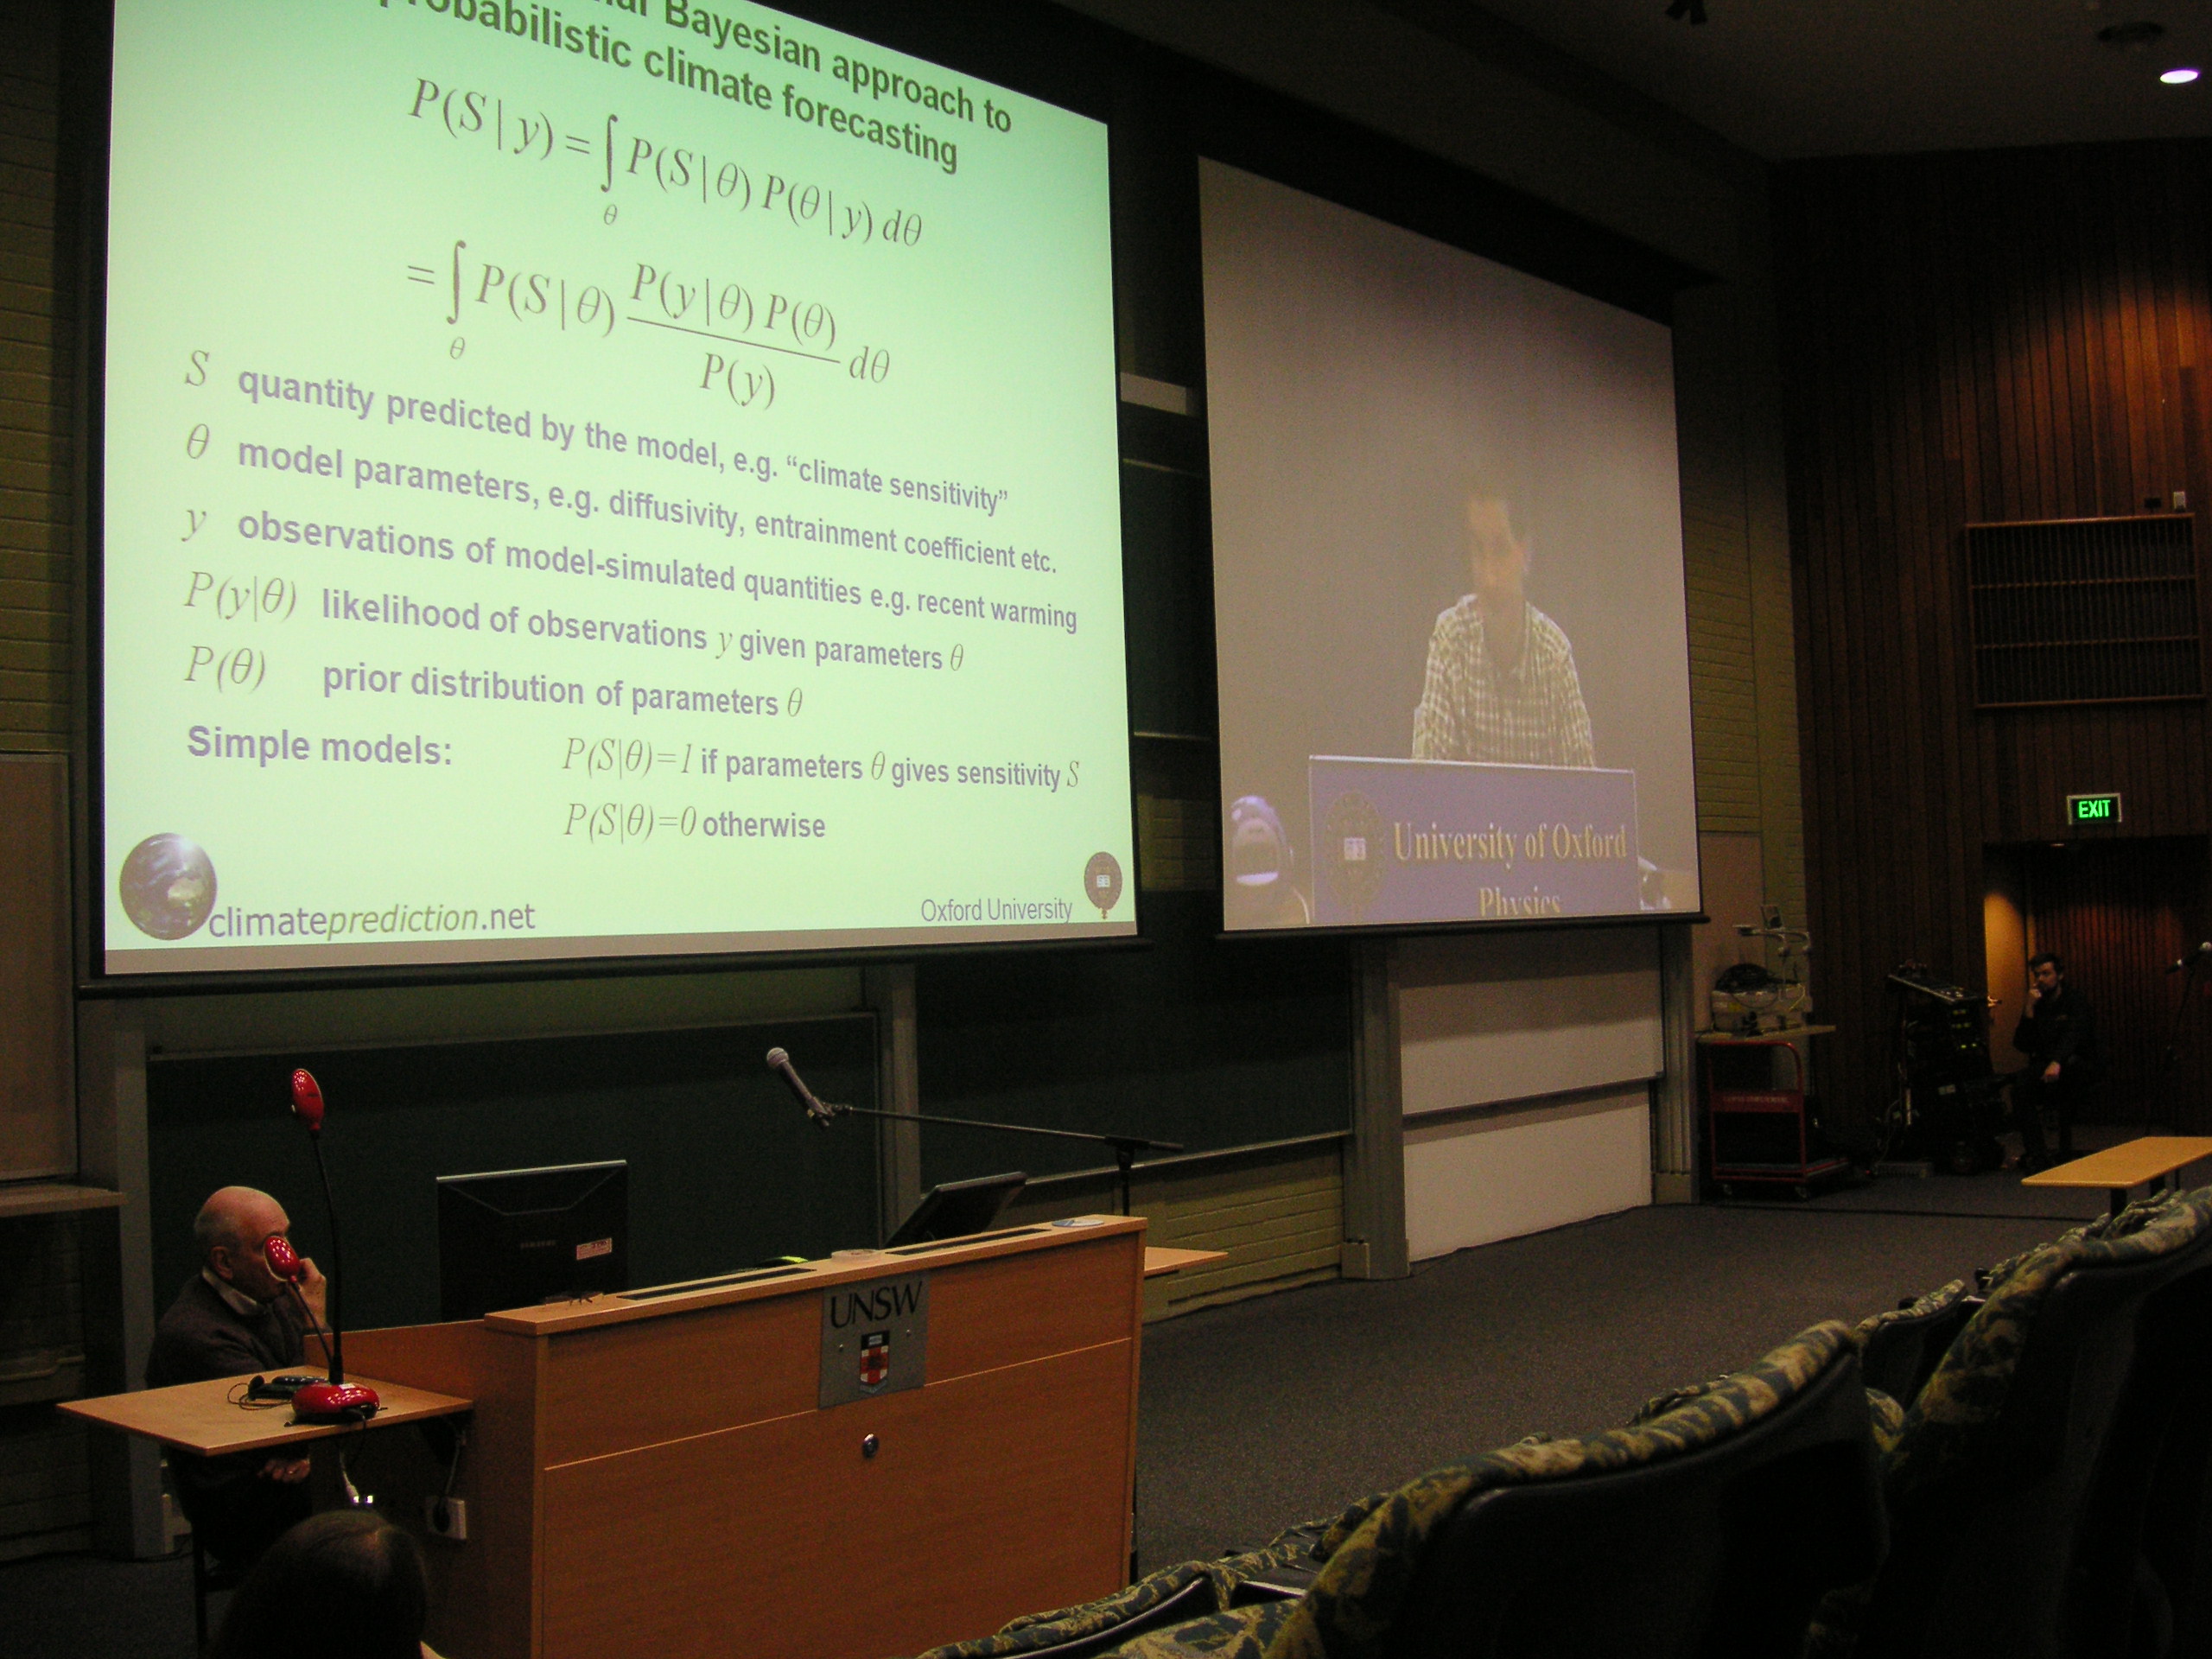 Bayesian approach to
probabilistic climate forecasting
P(S|y) = ∫θ P(S|θ) P(θ|y) dθ
= ∫θ P(S|θ) P(y|θ) P(θ) / P(y) dθ
S quantity predicted by the model, e.g. “climate sensitivity”
θ model parameters, e.g. diffusivity, entrainment coefficient etc.
y observations of model-simulated quantities e.g. recent warming
P(y|θ) likelihood of observations y given parameters θ
P(θ) prior distribution of parameters θ
Simple models: P(S|θ)=1 if parameters θ gives sensitivity S
P(S|θ)=0 otherwise
climateprediction.net
Oxford University
University of Oxford
Physics
EXIT
SAMSUNG
UNSW